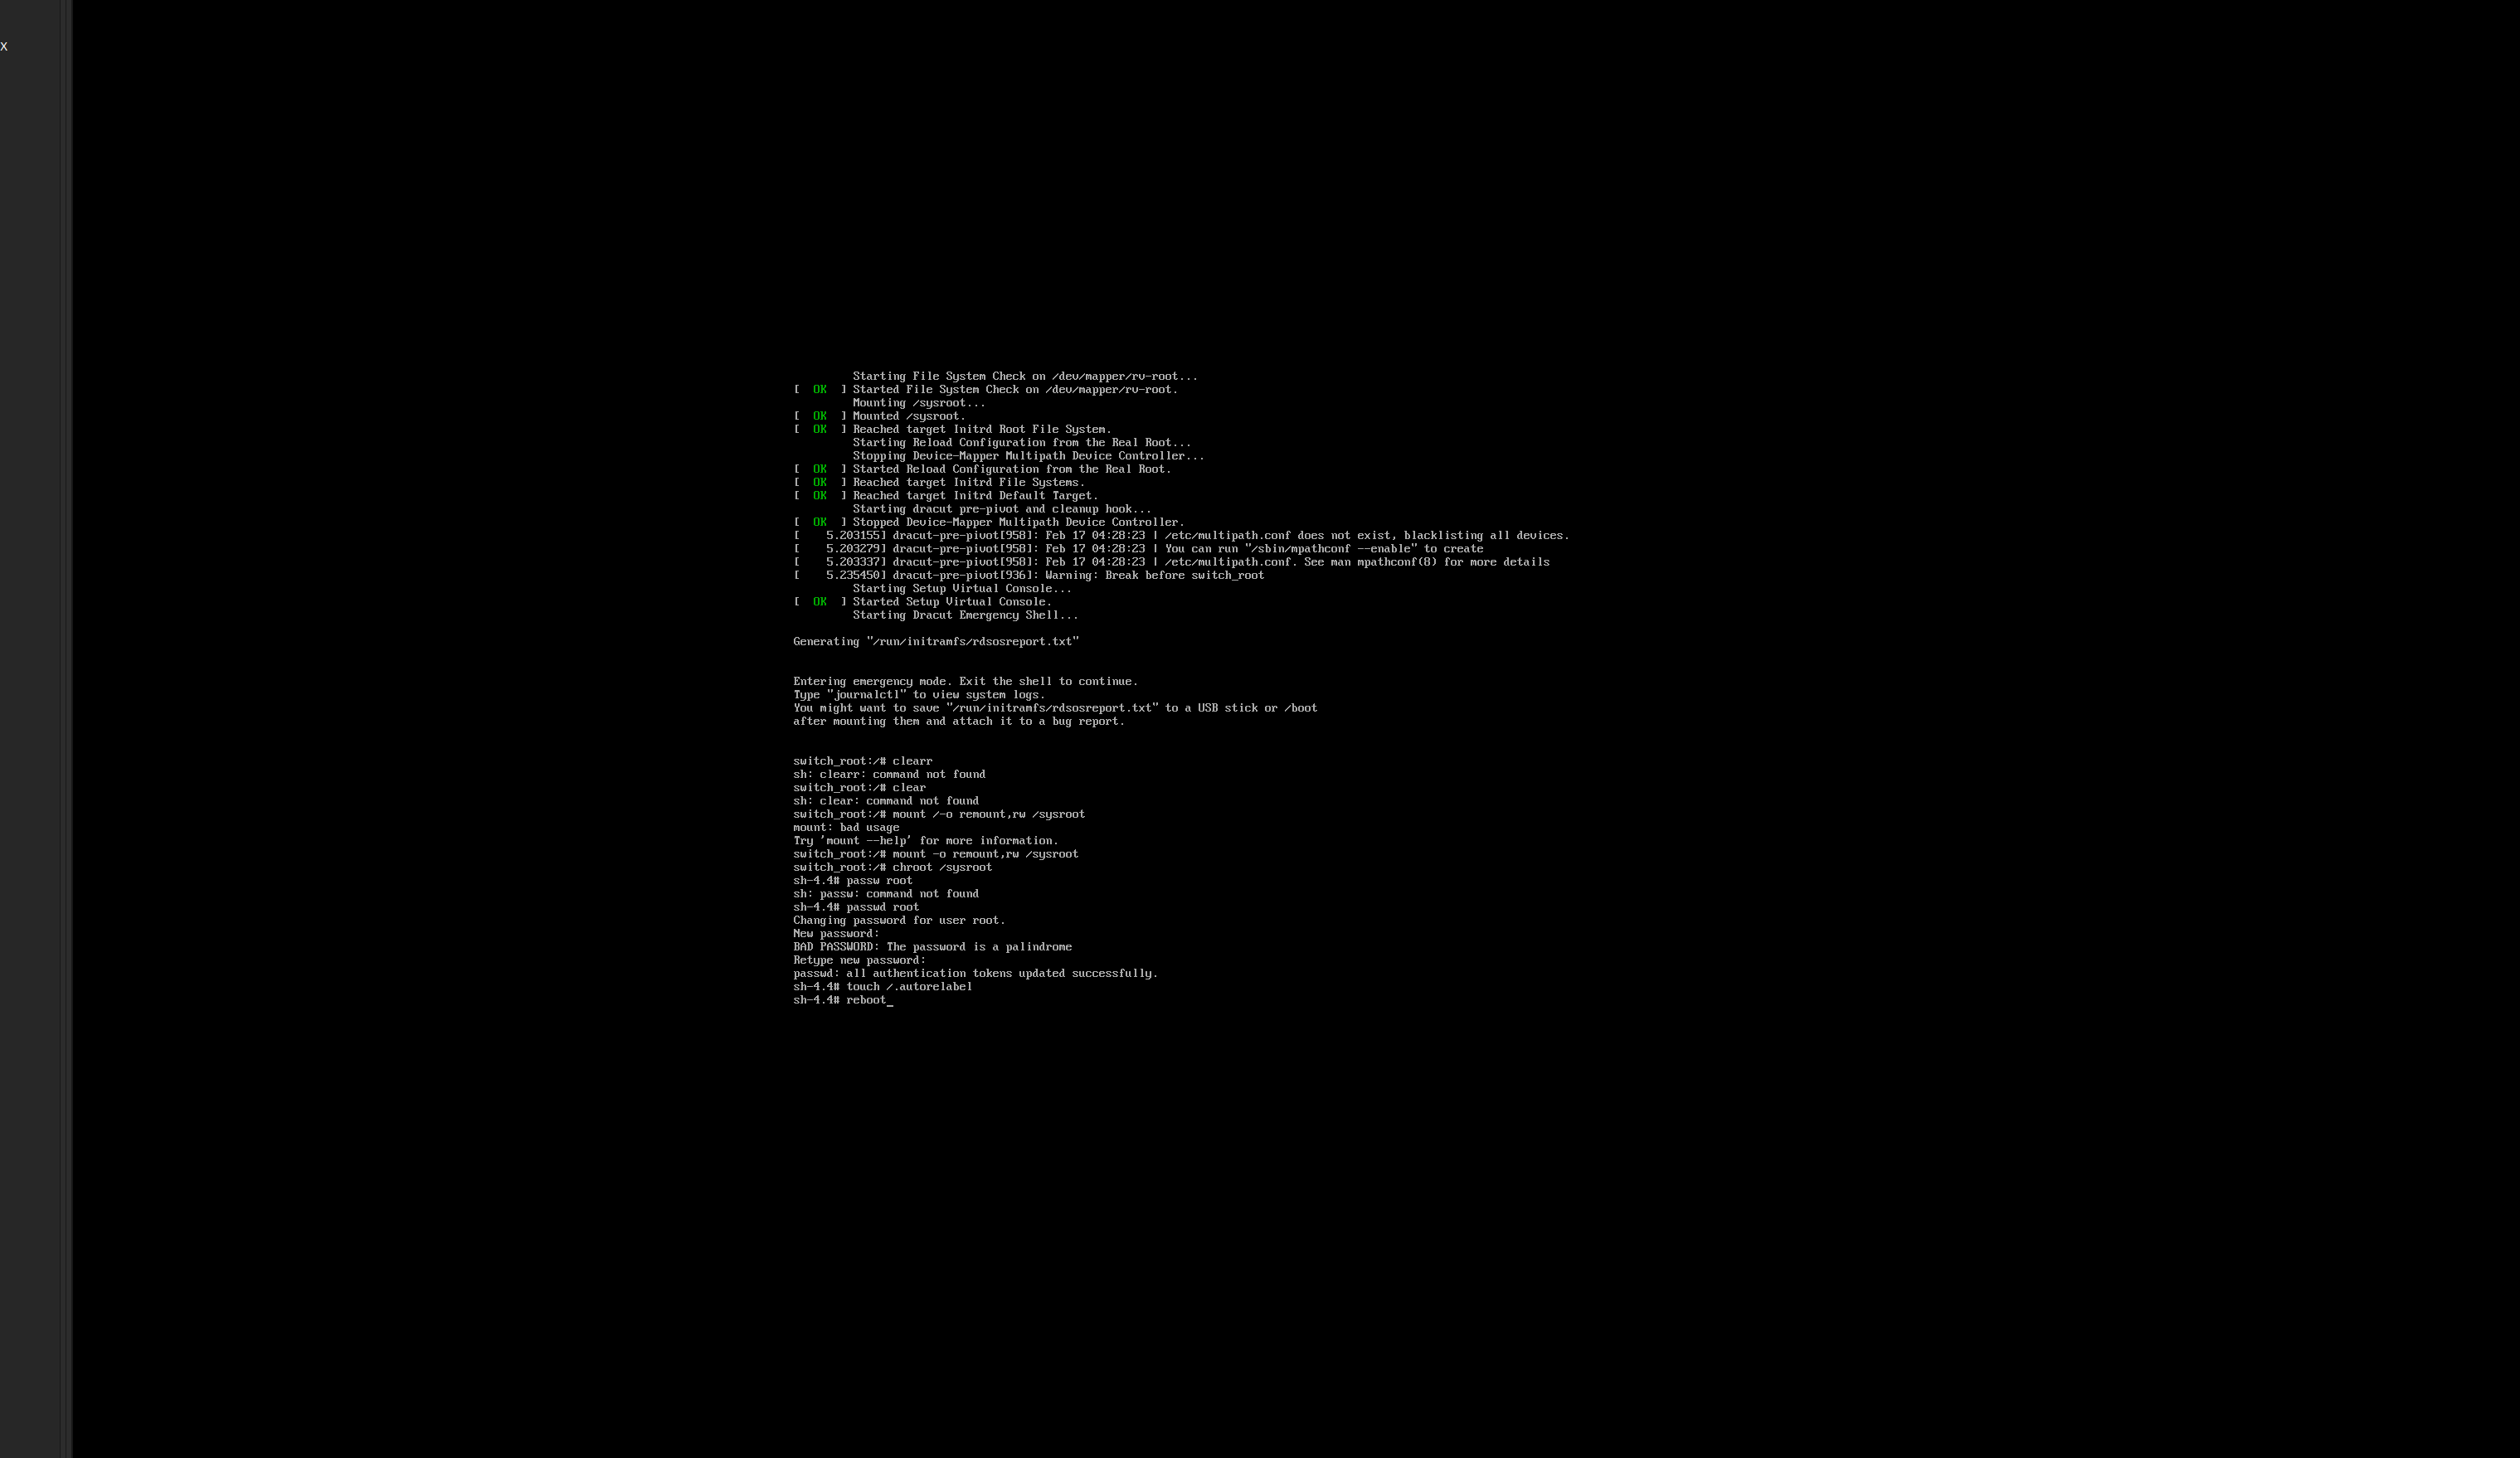 x
Starting File System Check on /dev/mapper/rv-root...
[  OK  ] Started File System Check on /dev/mapper/rv-root.
Mounting /sysroot...
[  OK  ] Mounted /sysroot.
[  OK  ] Reached target Initrd Root File System.
Starting Reload Configuration from the Real Root...
Stopping Device-Mapper Multipath Device Controller...
[  OK  ] Started Reload Configuration from the Real Root.
[  OK  ] Reached target Initrd File Systems.
[  OK  ] Reached target Initrd Default Target.
Starting dracut pre-pivot and cleanup hook...
[  OK  ] Stopped Device-Mapper Multipath Device Controller.
[    5.203155] dracut-pre-pivot[958]: Feb 17 04:28:23 | /etc/multipath.conf does not exist, blacklisting all devices.
[    5.203279] dracut-pre-pivot[958]: Feb 17 04:28:23 | You can run "/sbin/mpathconf --enable" to create
[    5.203337] dracut-pre-pivot[958]: Feb 17 04:28:23 | /etc/multipath.conf. See man mpathconf(8) for more details
[    5.235450] dracut-pre-pivot[936]: Warning: Break before switch_root
Starting Setup Virtual Console...
[  OK  ] Started Setup Virtual Console.
Starting Dracut Emergency Shell...
Generating "/run/initramfs/rdsosreport.txt"
Entering emergency mode. Exit the shell to continue.
Type "journalctl" to view system logs.
You might want to save "/run/initramfs/rdsosreport.txt" to a USB stick or /boot
after mounting them and attach it to a bug report.
switch_root:/# clearr
sh: clearr: command not found
switch_root:/# clear
sh: clear: command not found
switch_root:/# mount /-o remount,rw /sysroot
mount: bad usage
Try 'mount --help' for more information.
switch_root:/# mount -o remount,rw /sysroot
switch_root:/# chroot /sysroot
sh-4.4# passw root
sh: passw: command not found
sh-4.4# passwd root
Changing password for user root.
New password:
BAD PASSWORD: The password is a palindrome
Retype new password:
passwd: all authentication tokens updated successfully.
sh-4.4# touch /.autorelabel
sh-4.4# reboot_